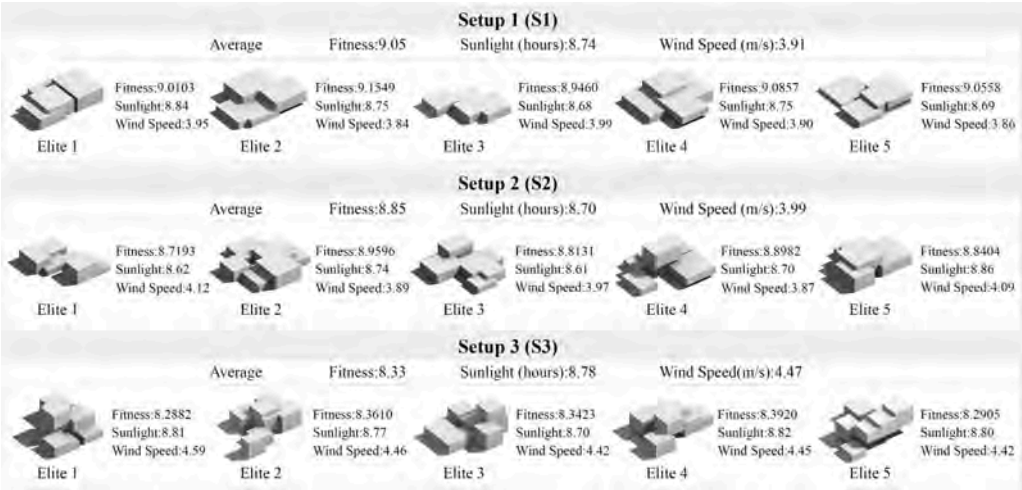 Setup 1 (S1)
Average Fitness:9.05 Sunlight (hours):8.74 Wind Speed (m/s):3.91
Fitness:9.0103 Fitness:9.1549 Fitness:8.9460 Fitness:9.0857 Fitness:9.0558
Sunlight:8.84 Sunlight:8.75 Sunlight:8.68 Sunlight:8.75 Sunlight:8.69
Wind Speed:3.95 Wind Speed:3.84 Wind Speed:3.99 Wind Speed:3.90 Wind Speed:3.86
Elite 1 Elite 2 Elite 3 Elite 4 Elite 5
Setup 2 (S2)
Average Fitness:8.85 Sunlight (hours):8.70 Wind Speed (m/s):3.99
Fitness:8.7193 Fitness:8.9596 Fitness:8.8131 Fitness:8.8982 Fitness:8.8404
Sunlight:8.62 Sunlight:8.74 Sunlight:8.61 Sunlight:8.70 Sunlight:8.86
Wind Speed:4.12 Wind Speed:3.89 Wind Speed:3.97 Wind Speed:3.87 Wind Speed:4.09
Elite 1 Elite 2 Elite 3 Elite 4 Elite 5
Setup 3 (S3)
Average Fitness:8.33 Sunlight (hours):8.78 Wind Speed(m/s):4.47
Fitness:8.2882 Fitness:8.3610 Fitness:8.3423 Fitness:8.3920 Fitness:8.2905
Sunlight:8.81 Sunlight:8.77 Sunlight:8.70 Sunlight:8.82 Sunlight:8.80
Wind Speed:4.59 Wind Speed:4.46 Wind Speed:4.42 Wind Speed:4.45 Wind Speed:4.42
Elite 1 Elite 2 Elite 3 Elite 4 Elite 5